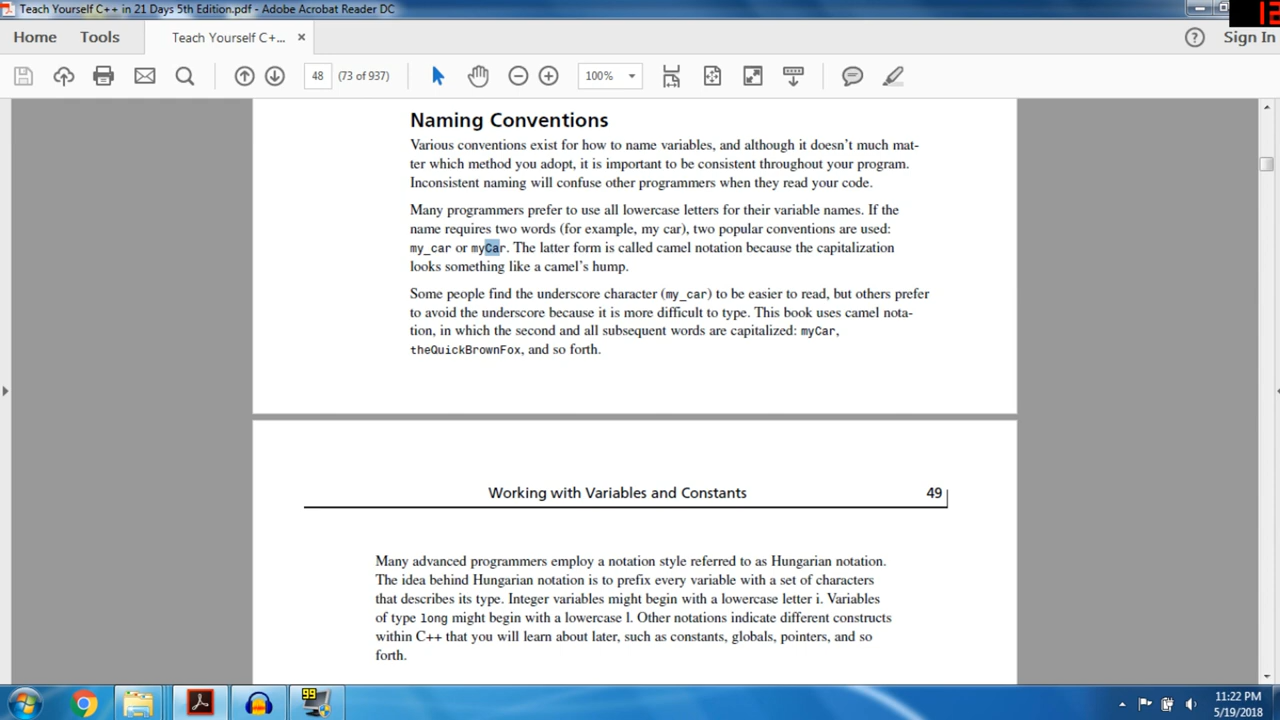 Teach Yourself C++ in 21 Days 5th Edition.pdf - Adobe Acrobat Reader DC
12
Home Tools Teach Yourself C+... × ? Sign In
48 (73 of 937) 100%
Naming Conventions
Various conventions exist for how to name variables, and although it doesn't much mat-
ter which method you adopt, it is important to be consistent throughout your program.
Inconsistent naming will confuse other programmers when they read your code.
Many programmers prefer to use all lowercase letters for their variable names. If the
name requires two words (for example, my car), two popular conventions are used:
my_car or myCar. The latter form is called camel notation because the capitalization
looks something like a camel's hump.
Some people find the underscore character (my_car) to be easier to read, but others prefer
to avoid the underscore because it is more difficult to type. This book uses camel nota-
tion, in which the second and all subsequent words are capitalized: myCar,
theQuickBrownFox, and so forth.
Working with Variables and Constants 49
Many advanced programmers employ a notation style referred to as Hungarian notation.
The idea behind Hungarian notation is to prefix every variable with a set of characters
that describes its type. Integer variables might begin with a lowercase letter i. Variables
of type long might begin with a lowercase l. Other notations indicate different constructs
within C++ that you will learn about later, such as constants, globals, pointers, and so
forth.
99
11:22 PM
5/19/2018